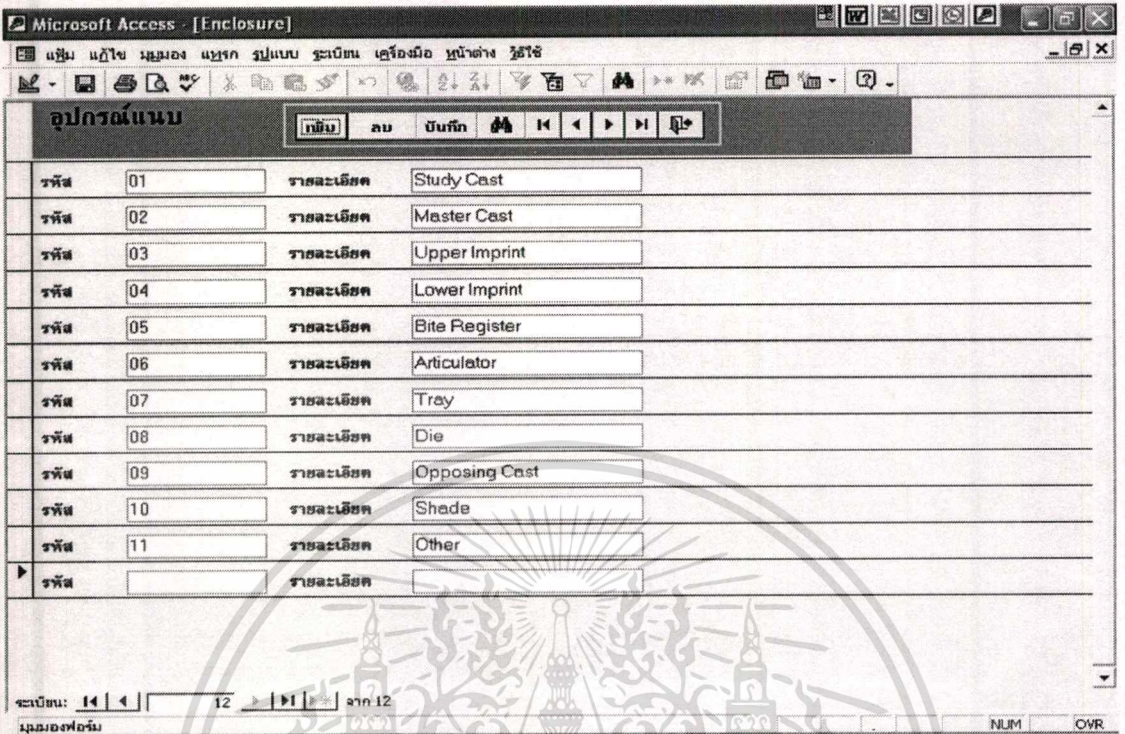 Microsoft Access - [Enclosure]
แฟ้ม แก้ไข มุมมอง แทรก รูปแบบ ระเบียน เครื่องมือ หน้าต่าง วิธีใช้
อุปกรณ์แนบ
เพิ่ม ลบ บันทึก
รหัส 01 รายละเอียด Study Cast
รหัส 02 รายละเอียด Master Cast
รหัส 03 รายละเอียด Upper Imprint
รหัส 04 รายละเอียด Lower Imprint
รหัส 05 รายละเอียด Bite Register
รหัส 06 รายละเอียด Articulator
รหัส 07 รายละเอียด Tray
รหัส 08 รายละเอียด Die
รหัส 09 รายละเอียด Opposing Cast
รหัส 10 รายละเอียด Shade
รหัส 11 รายละเอียด Other
รหัส รายละเอียด
ระเบียน: 12 จาก 12
มุมมองฟอร์ม NUM OVR